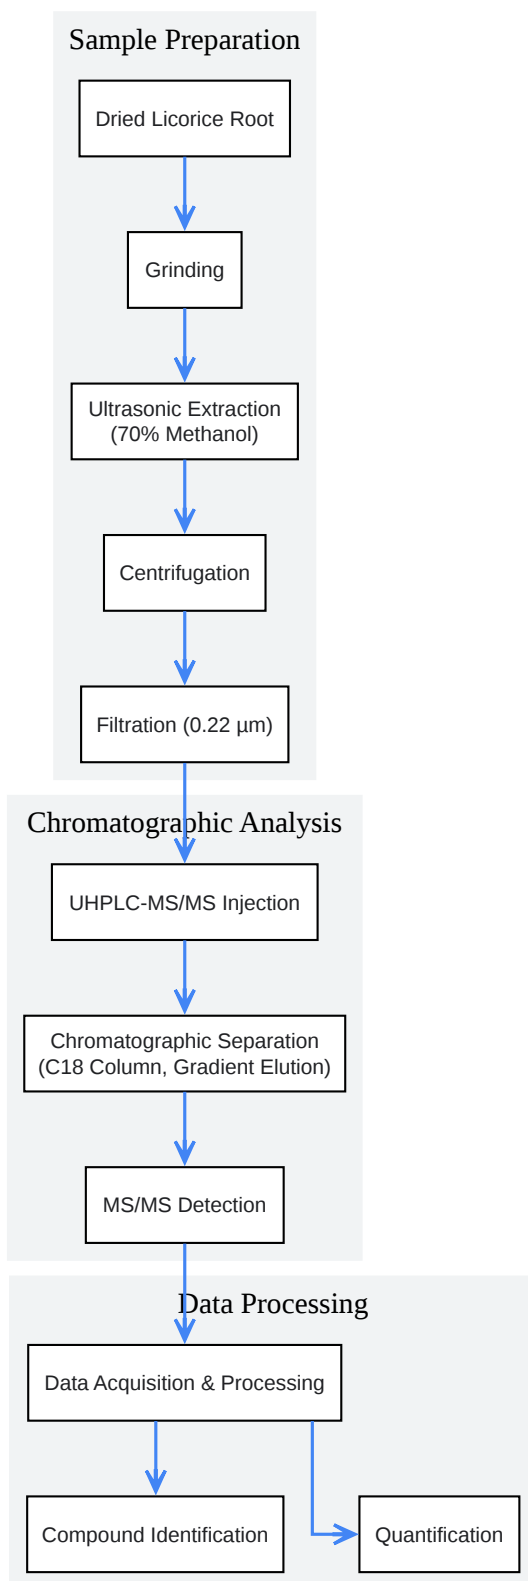 Sample Preparation
Dried Licorice Root
Grinding
Ultrasonic Extraction
(70% Methanol)
Centrifugation
Filtration (0.22 µm)
Chromatographic Analysis
UHPLC-MS/MS Injection
Chromatographic Separation
(C18 Column, Gradient Elution)
MS/MS Detection
Data Processing
Data Acquisition & Processing
Compound Identification
Quantification